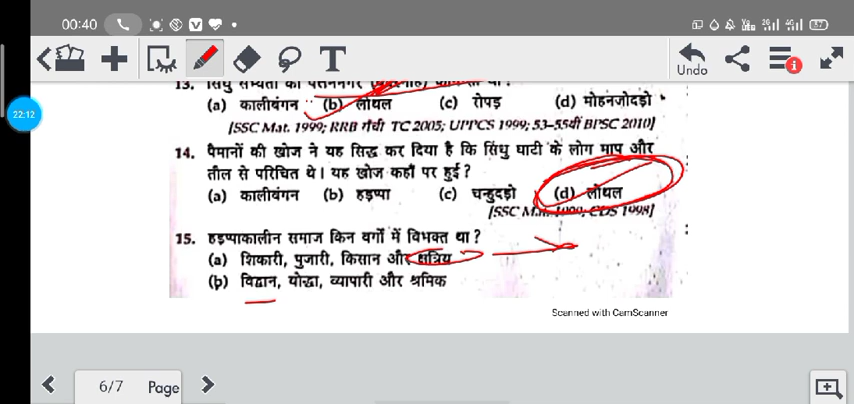 00:40
87
T
Undo
i
22:12
13. सिंधु सभ्यता का पत्तननगर (बंदरगाह) कौन-सा था?
(a) कालीबंगन (b) लोथल (c) रोपड़ (d) मोहनजोदड़ो
[SSC Mat. 1999; RRB राँची TC 2005; UPPCS 1999; 53-55वीं BPSC 2010]
14. पैमानों की खोज ने यह सिद्ध कर दिया है कि सिंधु घाटी के लोग माप और
तौल से परिचित थे। यह खोज कहाँ पर हुई?
(a) कालीबंगन (b) हड़प्पा (c) चन्हुदड़ो (d) लोथल
[SSC Mat. 1999; CDS 1998]
15. हड़प्पाकालीन समाज किन वर्गों में विभक्त था?
(a) शिकारी, पुजारी, किसान और क्षत्रिय
(b) विद्वान, योद्धा, व्यापारी और श्रमिक
Scanned with CamScanner
6/7 Page